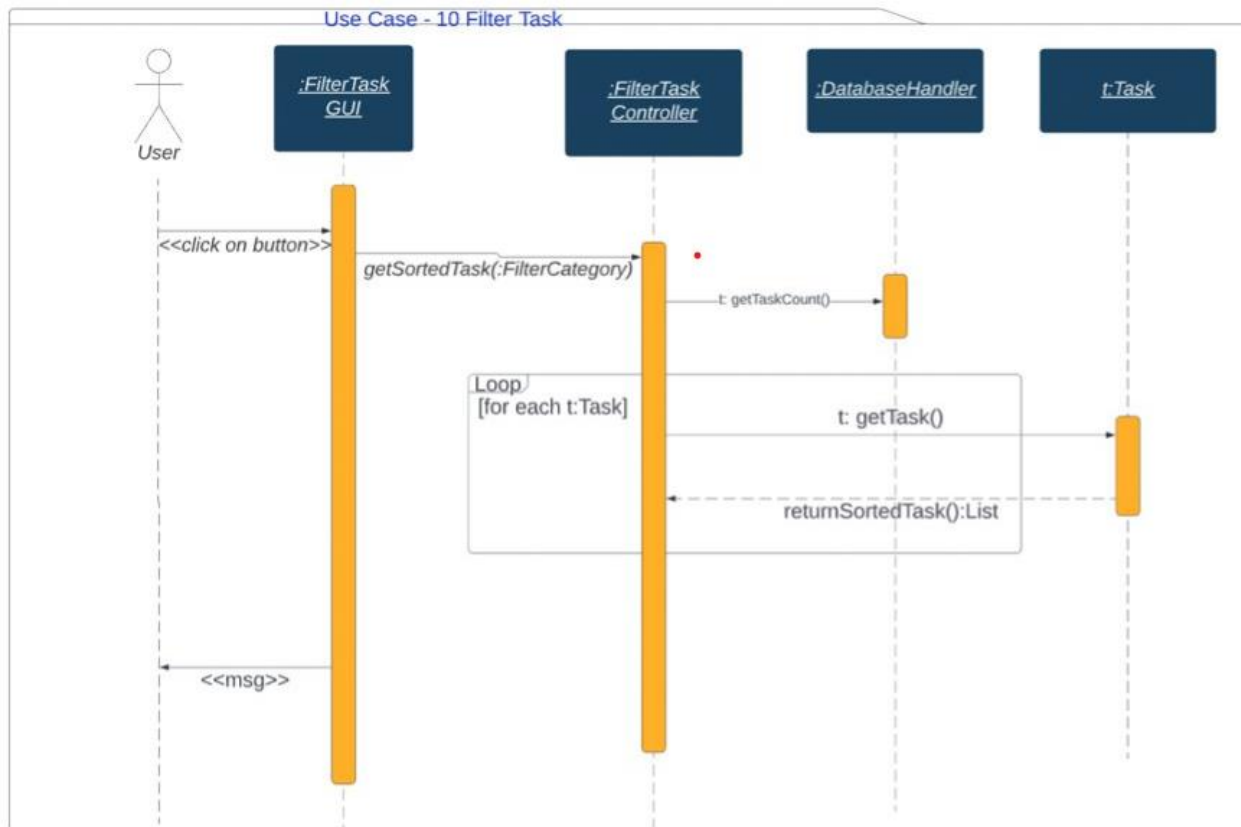 Use Case - 10 Filter Task
:FilterTask
GUI
:FilterTask
Controller
:DatabaseHandler
t:Task
User
<<click on button>>
getSortedTask(:FilterCategory)
t: getTaskCount()
Loop
[for each t:Task]
t: getTask()
returnSortedTask():List
<<msg>>